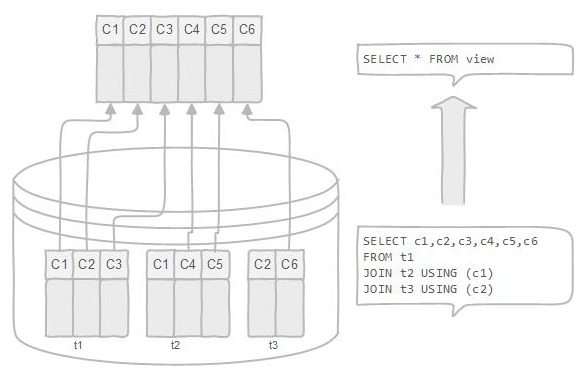 C1 C2 C3 C4 C5 C6
SELECT * FROM view
C1 C2 C3
C1 C4 C5
C2 C6
t1
t2
t3
SELECT c1,c2,c3,c4,c5,c6
FROM t1
JOIN t2 USING (c1)
JOIN t3 USING (c2)